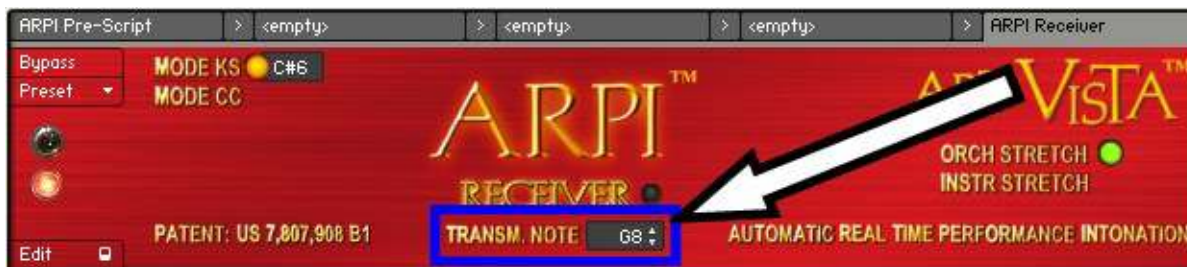 ARPI Pre-Script > <empty> > <empty> > <empty> > ARPI Receiver
Bypass
MODE KS C#6
Preset
MODE CC
ARPI™
VISTA™
RECEIVER
ORCH STRETCH
INSTR STRETCH
PATENT: US 7,807,908 B1
TRANSM. NOTE G8
AUTOMATIC REAL TIME PERFORMANCE INTONATION
Edit